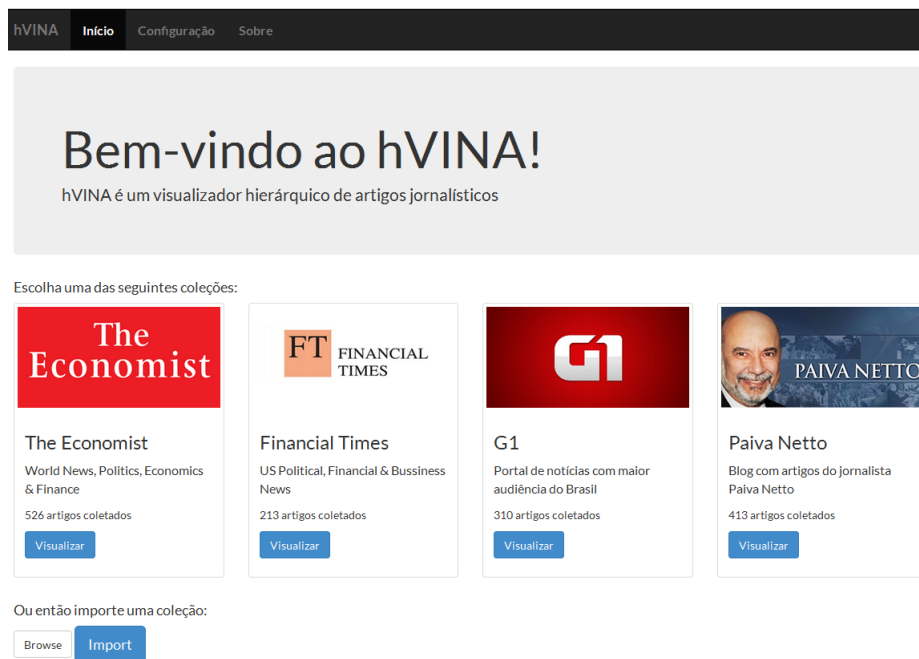 hVINA Início Configuração Sobre
Bem-vindo ao hVINA!
hVINA é um visualizador hierárquico de artigos jornalísticos
Escolha uma das seguintes coleções:
The
Economist
The Economist
World News, Politics, Economics
& Finance
526 artigos coletados
Visualizar
FT FINANCIAL
TIMES
Financial Times
US Political, Financial & Bussiness
News
213 artigos coletados
Visualizar
G1
G1
Portal de notícias com maior
audiência do Brasil
310 artigos coletados
Visualizar
PAIVA NETTO
Paiva Netto
Blog com artigos do jornalista
Paiva Netto
413 artigos coletados
Visualizar
Ou então importe uma coleção:
Browse Import